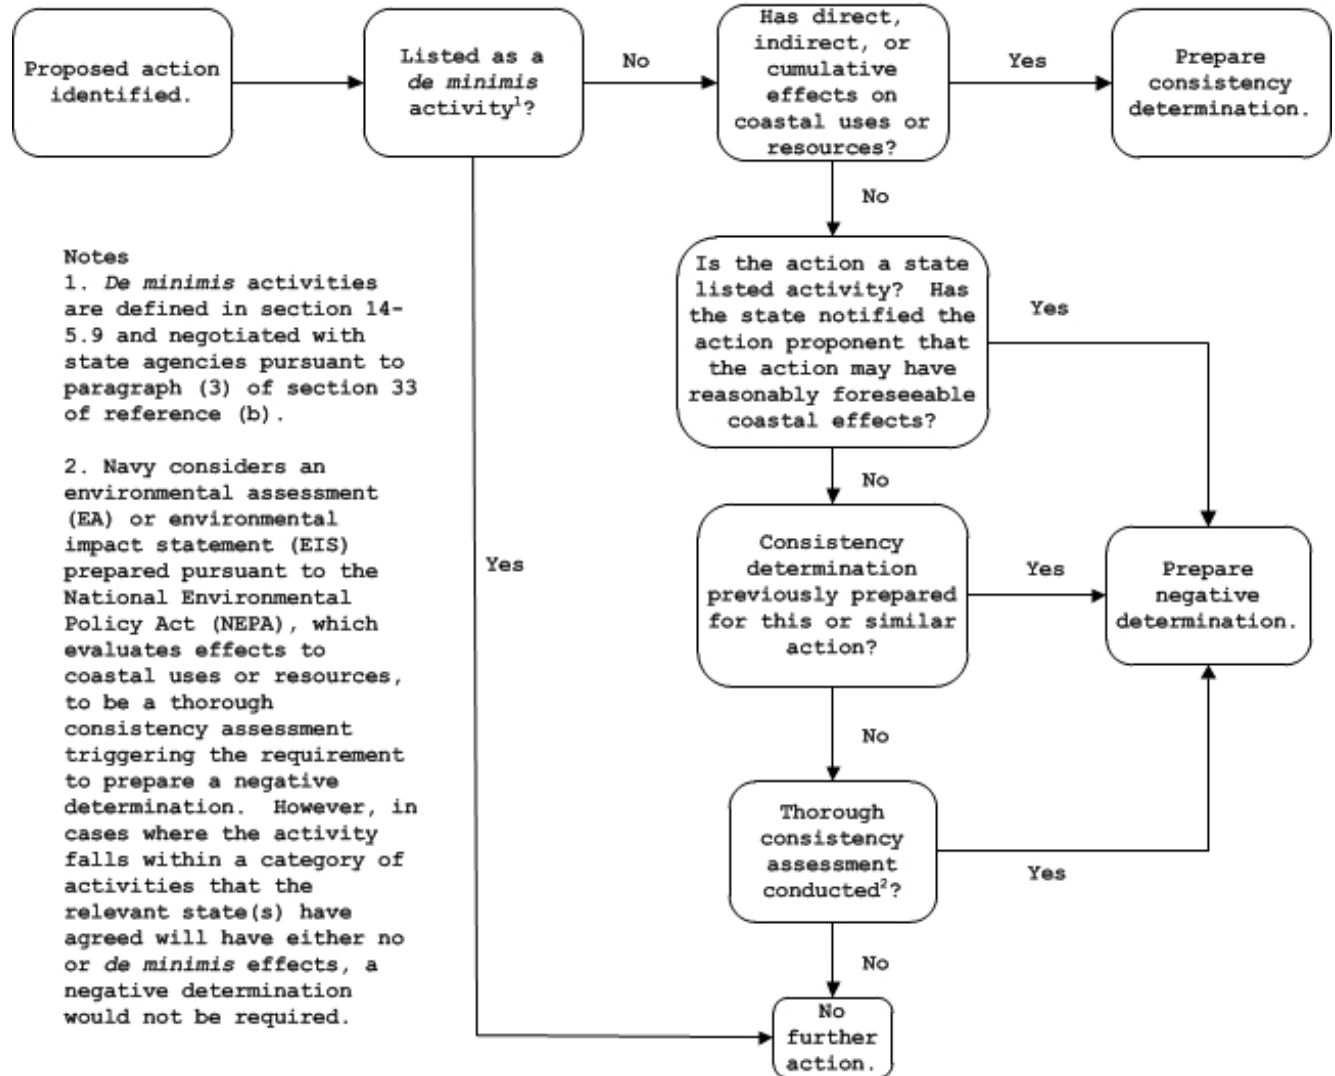 Proposed action
identified.
Listed as a
de minimis
activity¹?
No
Has direct,
indirect, or
cumulative
effects on
coastal uses or
resources?
Yes
Prepare
consistency
determination.
No
Notes
1. De minimis activities
are defined in section 14-
5.9 and negotiated with
state agencies pursuant to
paragraph (3) of section 33
of reference (b).
2. Navy considers an
environmental assessment
(EA) or environmental
impact statement (EIS)
prepared pursuant to the
National Environmental
Policy Act (NEPA), which
evaluates effects to
coastal uses or resources,
to be a thorough
consistency assessment
triggering the requirement
to prepare a negative
determination. However, in
cases where the activity
falls within a category of
activities that the
relevant state(s) have
agreed will have either no
or de minimis effects, a
negative determination
would not be required.
Yes
Is the action a state
listed activity? Has
the state notified the
action proponent that
the action may have
reasonably foreseeable
coastal effects?
Yes
No
Consistency
determination
previously prepared
for this or similar
action?
Yes
Prepare
negative
determination.
No
Thorough
consistency
assessment
conducted²?
Yes
No
No
further
action.